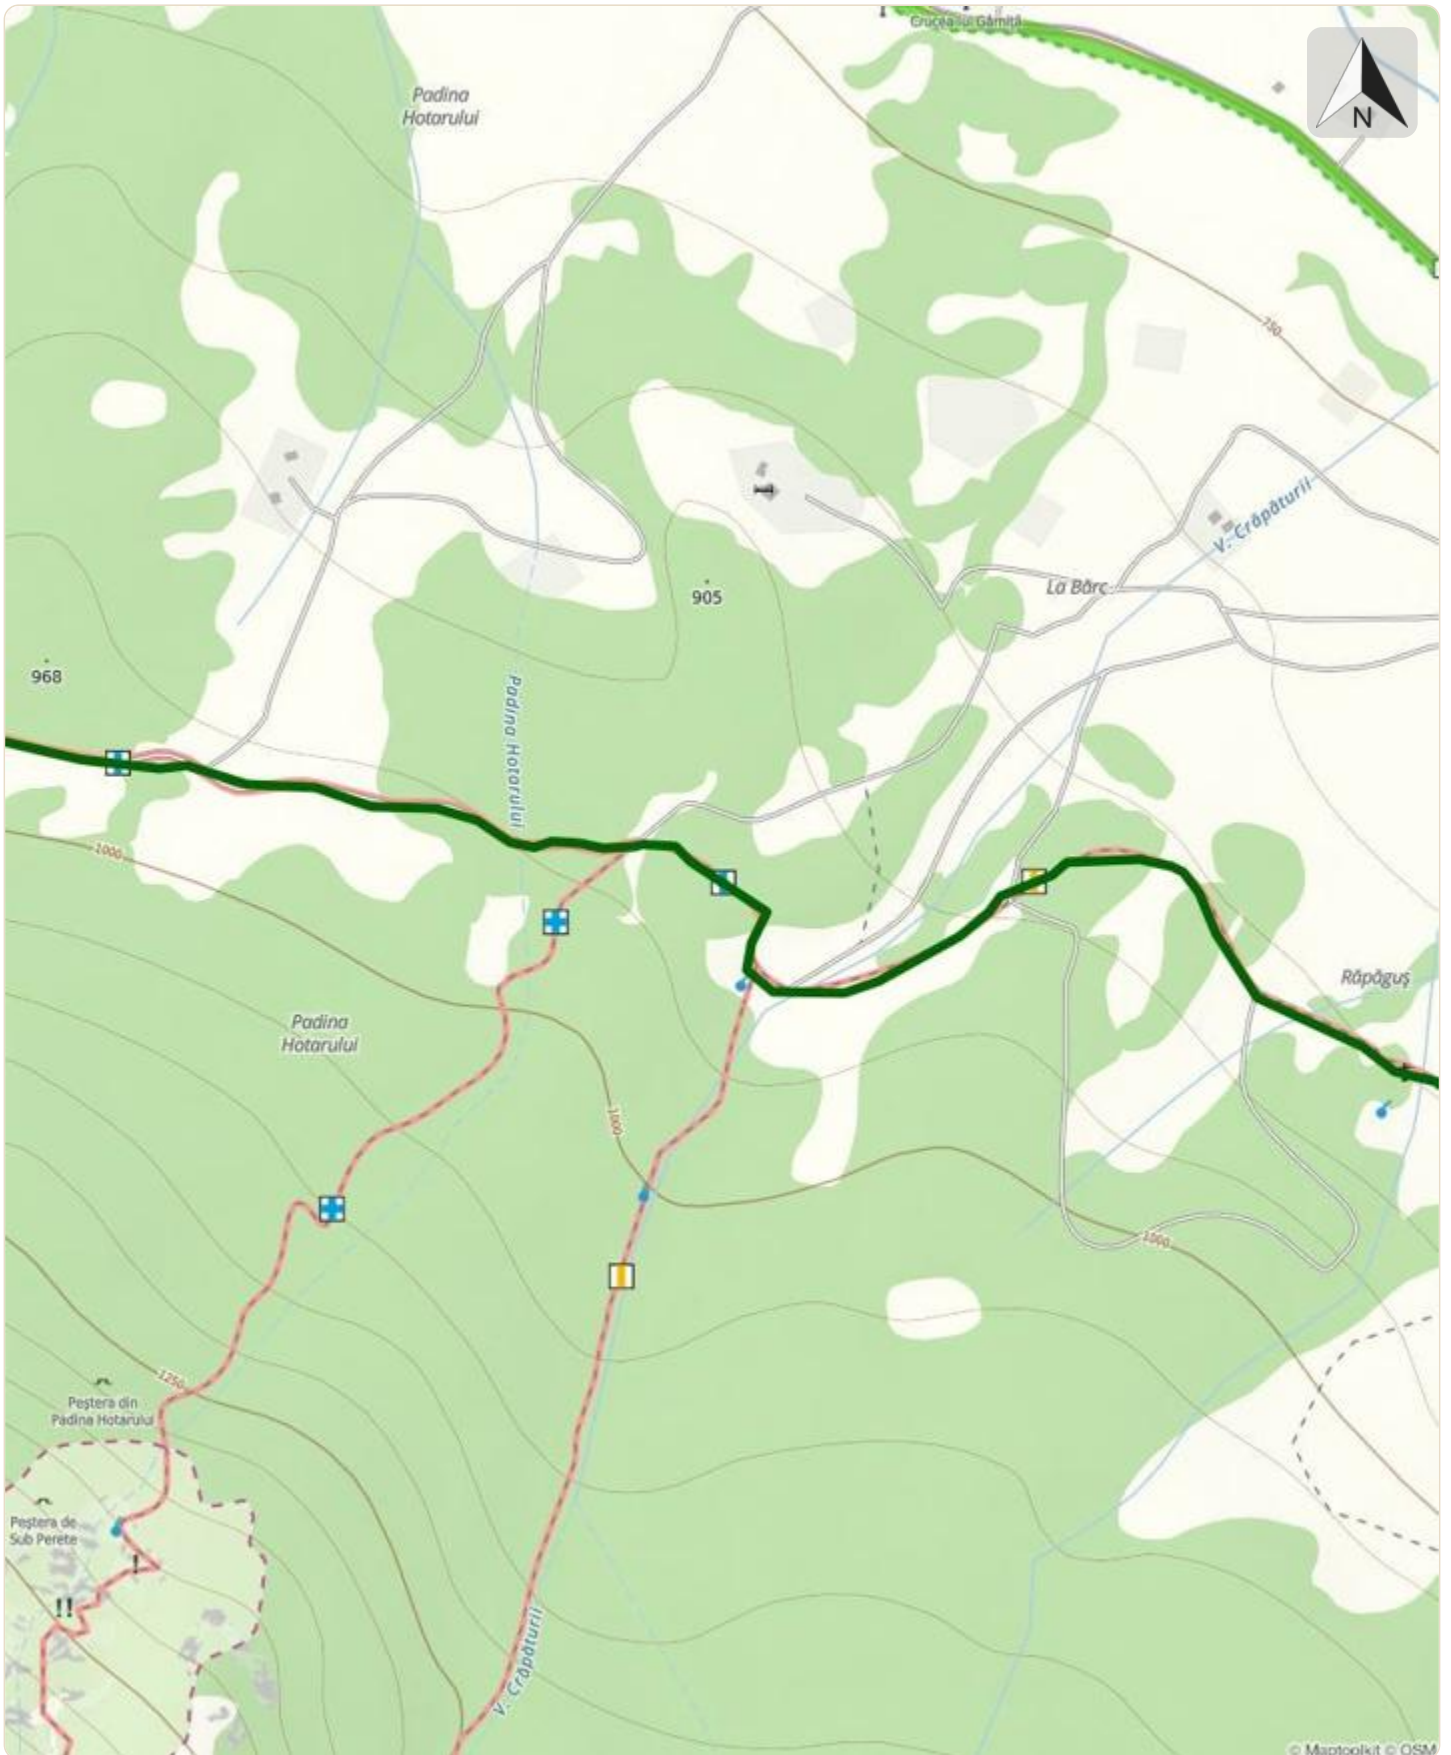 Crucea lui Gârniță
N
Padina
Hotarului
750
V. Crăpăturii
La Bârc
905
968
Padina Hotarului
1000
Răpăguș
Padina
Hotarului
1000
1000
1250
Peștera din
Padina Hotarului
Peștera de
Sub Perete
!
!!
V. Crăpăturii
© Maptoolkit © OSM